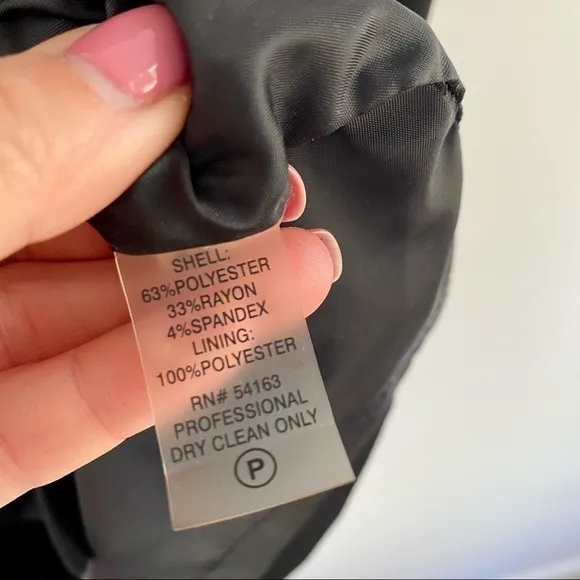 SHELL:
63%POLYESTER
33%RAYON
4%SPANDEX
LINING:
100%POLYESTER
RN# 54163
PROFESSIONAL
DRY CLEAN ONLY
P